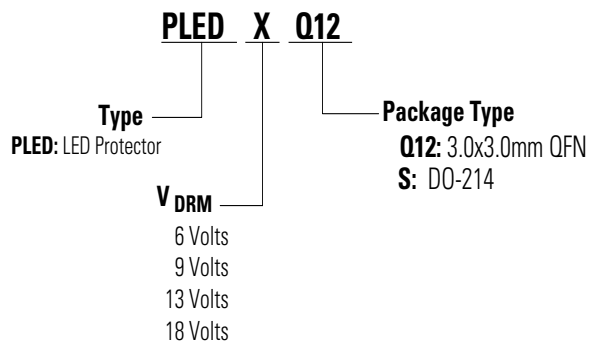 PLED X Q12
Type
PLED: LED Protector
Package Type
Q12: 3.0x3.0mm QFN
S: DO-214
V DRM
6 Volts
9 Volts
13 Volts
18 Volts